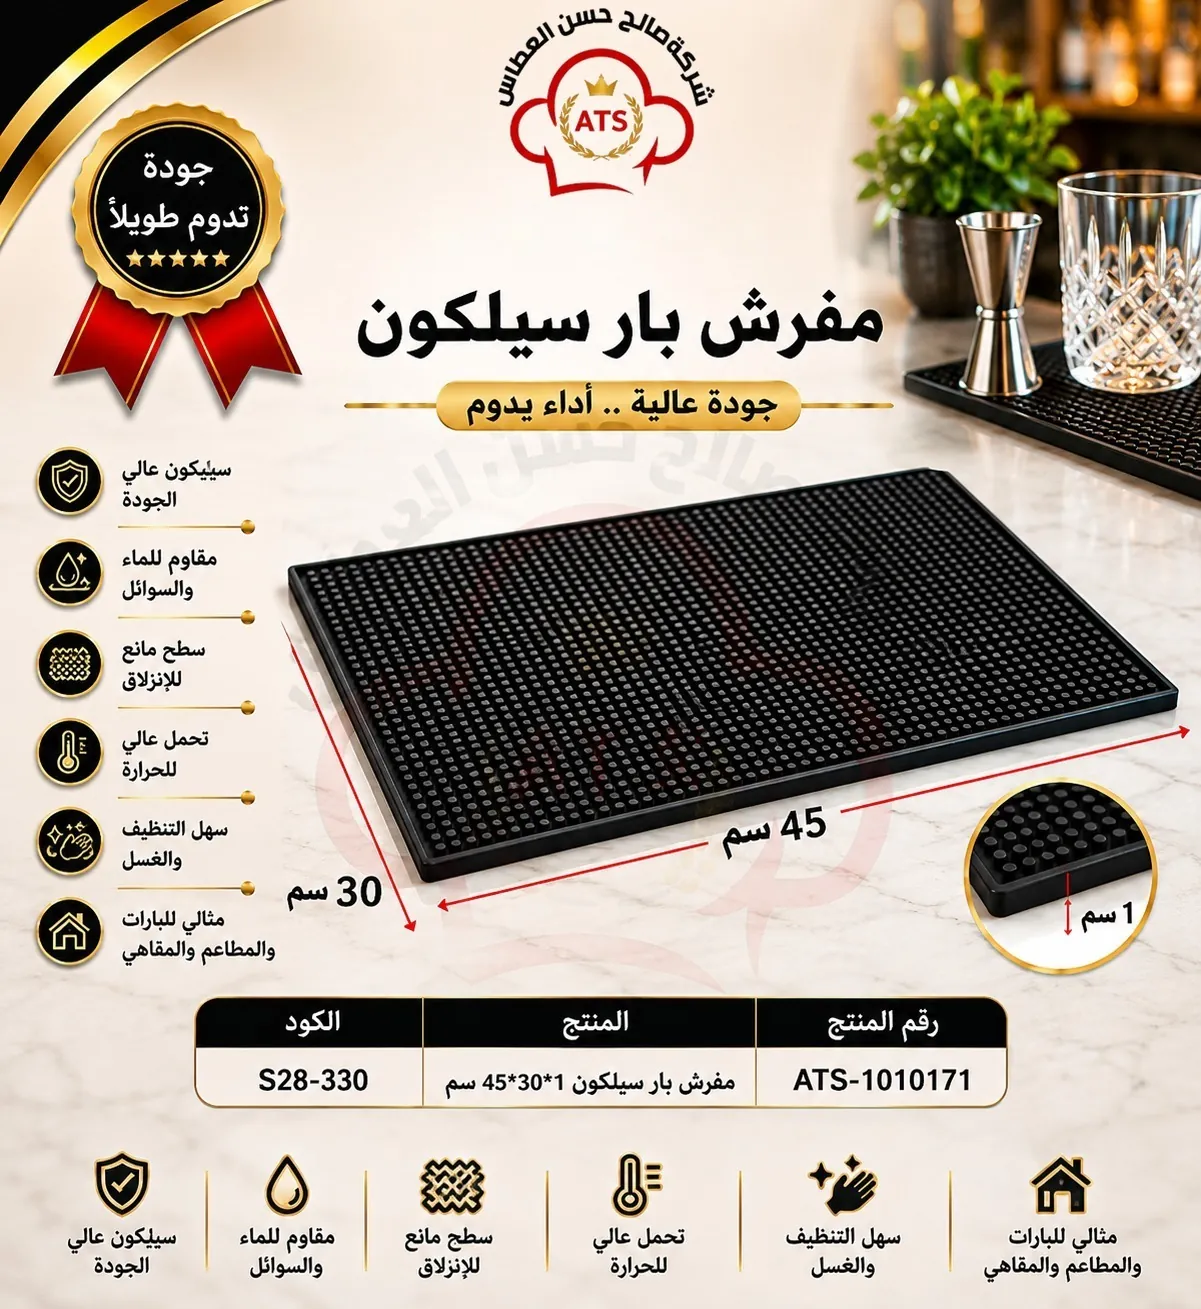 شركة صالح حسن العطاس
ATS
جودة
تدوم طويلاً
مفرش بار سيلكون
جودة عالية .. أداء يدوم
سيليكون عالي
الجودة
مقاوم للماء
والسوائل
سطح مانع
للإنزلاق
تحمل عالي
للحرارة
سهل التنظيف
والغسل
مثالي للبارات
والمطاعم والمقاهي
45 سم
30 سم
1 سم
رقم المنتج
المنتج
الكود
ATS-1010171
مفرش بار سيلكون 1*30*45 سم
S28-330
مثالي للبارات
والمطاعم والمقاهي
سهل التنظيف
والغسل
تحمل عالي
للحرارة
سطح مانع
للإنزلاق
مقاوم للماء
والسوائل
سيليكون عالي
الجودة